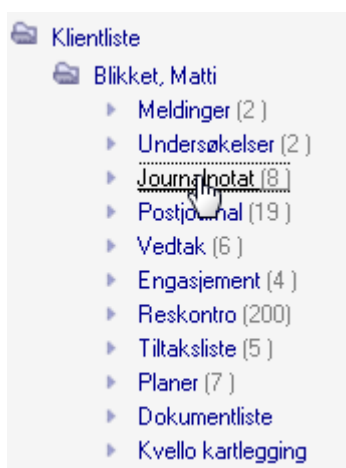 Klientliste
Blikket, Matti
Meldinger (2 )
Undersøkelser (2 )
Journalnotat (8 )
Postjournal (19 )
Vedtak (6 )
Engasjement (4 )
Reskontro (200)
Tiltaksliste (5 )
Planer (7 )
Dokumentliste
Kvello kartlegging